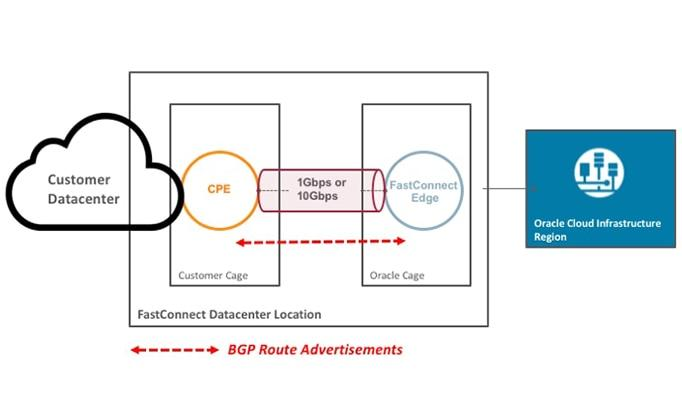 Customer
Datacenter
CPE
1Gbps or
10Gbps
FastConnect
Edge
Customer Cage
Oracle Cage
FastConnect Datacenter Location
Oracle Cloud Infrastructure
Region
BGP Route Advertisements